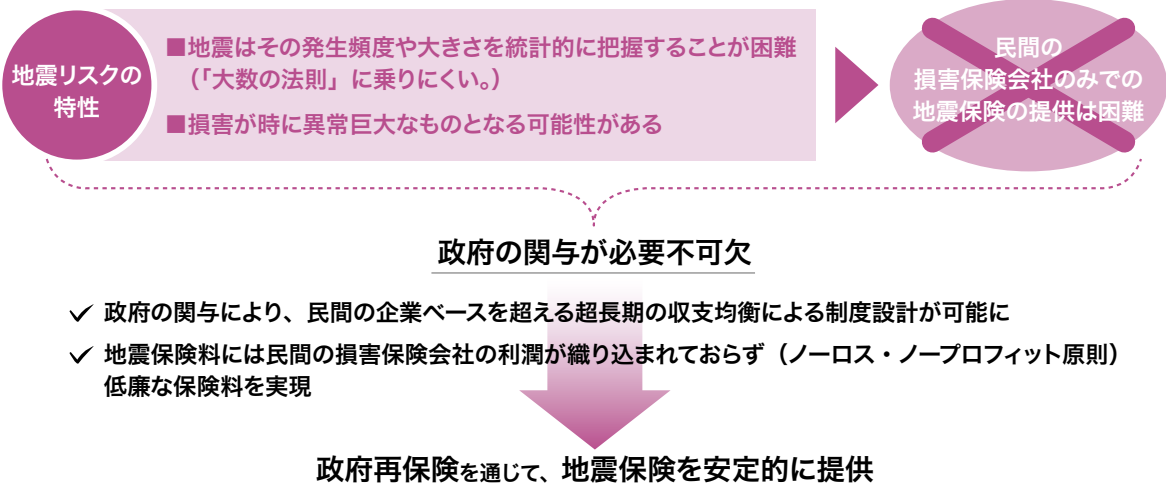 地震リスクの
特性
■地震はその発生頻度や大きさを統計的に把握することが困難
（「大数の法則」に乗りにくい。）
■損害が時に異常巨大なものとなる可能性がある
民間の
損害保険会社のみでの
地震保険の提供は困難
政府の関与が必要不可欠
✓ 政府の関与により、民間の企業ベースを超える超長期の収支均衡による制度設計が可能に
✓ 地震保険料には民間の損害保険会社の利潤が織り込まれておらず（ノーロス・ノープロフィット原則）
低廉な保険料を実現
政府再保険を通じて、地震保険を安定的に提供